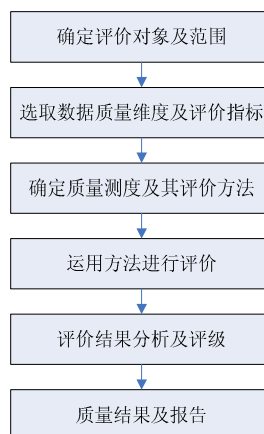 确定评价对象及范围
选取数据质量维度及评价指标
确定质量测度及其评价方法
运用方法进行评价
评价结果分析及评级
质量结果及报告